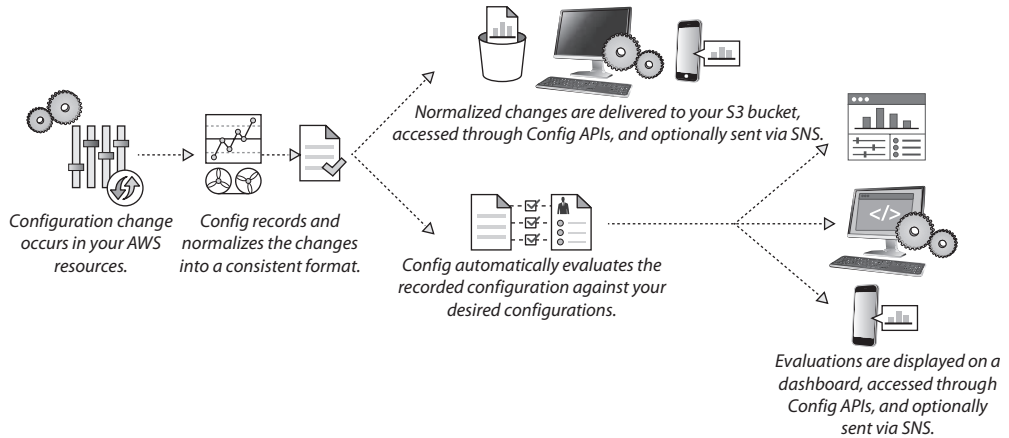 Normalized changes are delivered to your S3 bucket,
accessed through Config APIs, and optionally sent via SNS.
Configuration change
occurs in your AWS
resources.
Config records and
normalizes the changes
into a consistent format.
</>
Config automatically evaluates the
recorded configuration against your
desired configurations.
Evaluations are displayed on a
dashboard, accessed through
Config APIs, and optionally
sent via SNS.